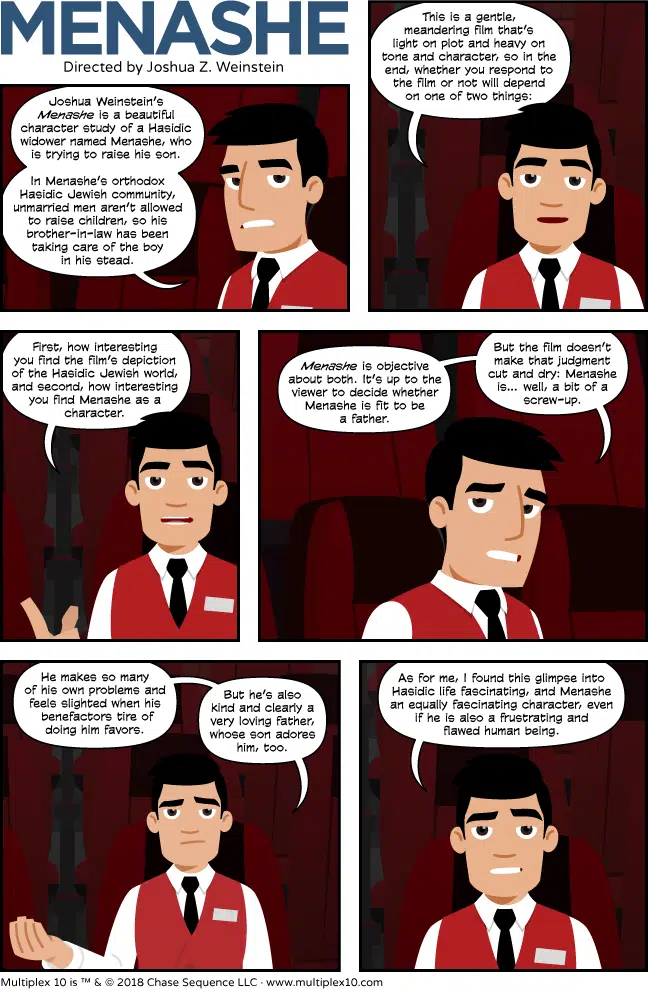 MENASHE
Directed by Joshua Z. Weinstein
Joshua Weinstein's
Menashe is a beautiful
character study of a Hasidic
widower named Menashe, who
is trying to raise his son.
In Menashe's orthodox
Hasidic Jewish community,
unmarried men aren't allowed
to raise children, so his
brother-in-law has been
taking care of the boy
in his stead.
This is a gentle,
meandering film that's
light on plot and heavy on
tone and character, so in the
end, whether you respond to
the film or not will depend
on one of two things:
First, how interesting
you find the film's depiction
of the Hasidic Jewish world,
and second, how interesting
you find Menashe as a
character.
Menashe is objective
about both. It's up to the
viewer to decide whether
Menashe is fit to be
a father.
But the film doesn't
make that judgment
cut and dry: Menashe
is... well, a bit of a
screw-up.
He makes so many
of his own problems and
feels slighted when his
benefactors tire of
doing him favors.
But he's also
kind and clearly a
very loving father,
whose son adores
him, too.
As for me, I found this glimpse into
Hasidic life fascinating, and Menashe
an equally fascinating character, even
if he is also a frustrating and
flawed human being.
Multiplex 10 is ™ & © 2018 Chase Sequence LLC · www.multiplex10.com